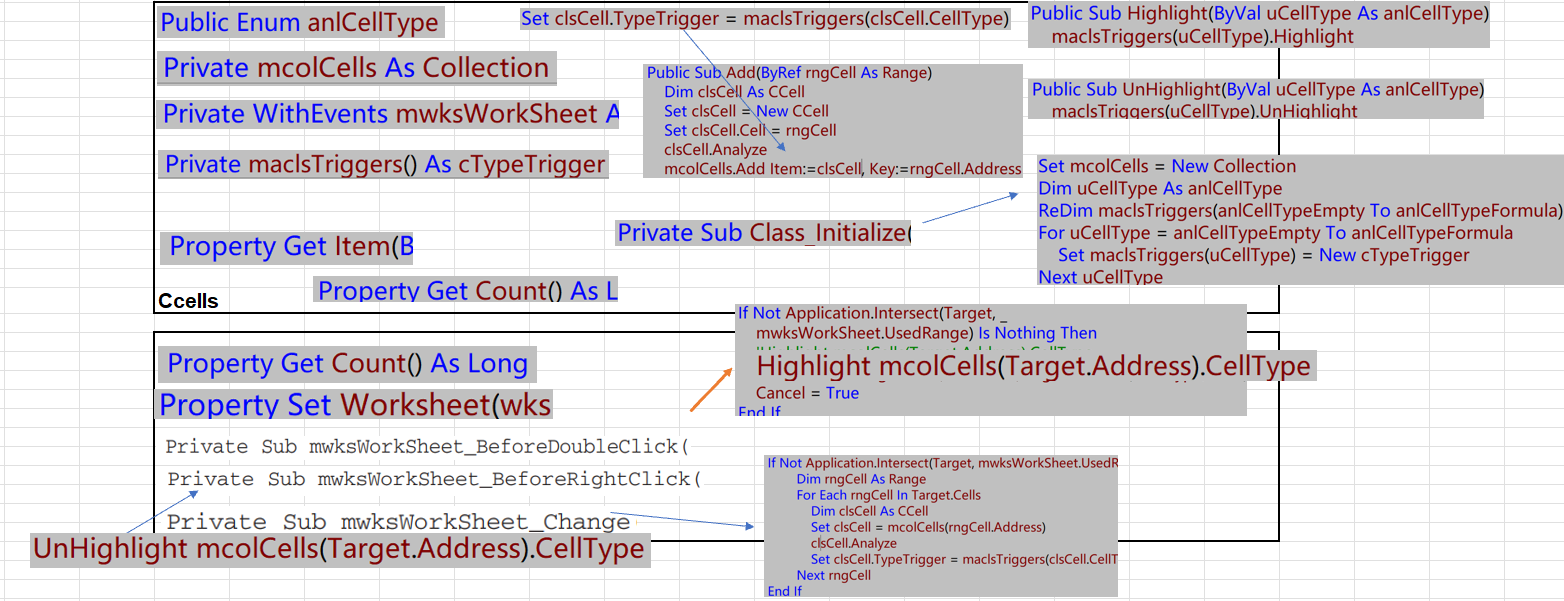 Public Enum anlCellType
Private mcolCells As Collection
Private WithEvents mwksWorkSheet A
Private maclsTriggers() As cTypeTrigger
Property Get Item(B
Property Get Count() As L
Ccells
Set clsCell.TypeTrigger = maclsTriggers(clsCell.CellType)
Public Sub Add(ByRef rngCell As Range)
Dim clsCell As CCell
Set clsCell = New CCell
Set clsCell.Cell = rngCell
clsCell.Analyze
mcolCells.Add Item:=clsCell, Key:=rngCell.Address
Private Sub Class_Initialize(
Public Sub Highlight(ByVal uCellType As anlCellType)
maclsTriggers(uCellType).Highlight
Public Sub UnHighlight(ByVal uCellType As anlCellType)
maclsTriggers(uCellType).UnHighlight
Set mcolCells = New Collection
Dim uCellType As anlCellType
ReDim maclsTriggers(anlCellTypeEmpty To anlCellTypeFormula)
For uCellType = anlCellTypeEmpty To anlCellTypeFormula
Set maclsTriggers(uCellType) = New cTypeTrigger
Next uCellType
Property Get Count() As Long
Property Set Worksheet(wks
Private Sub mwksWorkSheet_BeforeDoubleClick(
Private Sub mwksWorkSheet_BeforeRightClick(
Private Sub mwksWorkSheet_Change
UnHighlight mcolCells(Target.Address).CellType
If Not Application.Intersect(Target, _
mwksWorkSheet.UsedRange) Is Nothing Then
Highlight mcolCells(Target.Address).CellType
Cancel = True
End If
If Not Application.Intersect(Target, mwksWorkSheet.UsedR
Dim rngCell As Range
For Each rngCell In Target.Cells
Dim clsCell As CCell
Set clsCell = mcolCells(rngCell.Address)
clsCell.Analyze
Set clsCell.TypeTrigger = maclsTriggers(clsCell.CellT
Next rngCell
End If